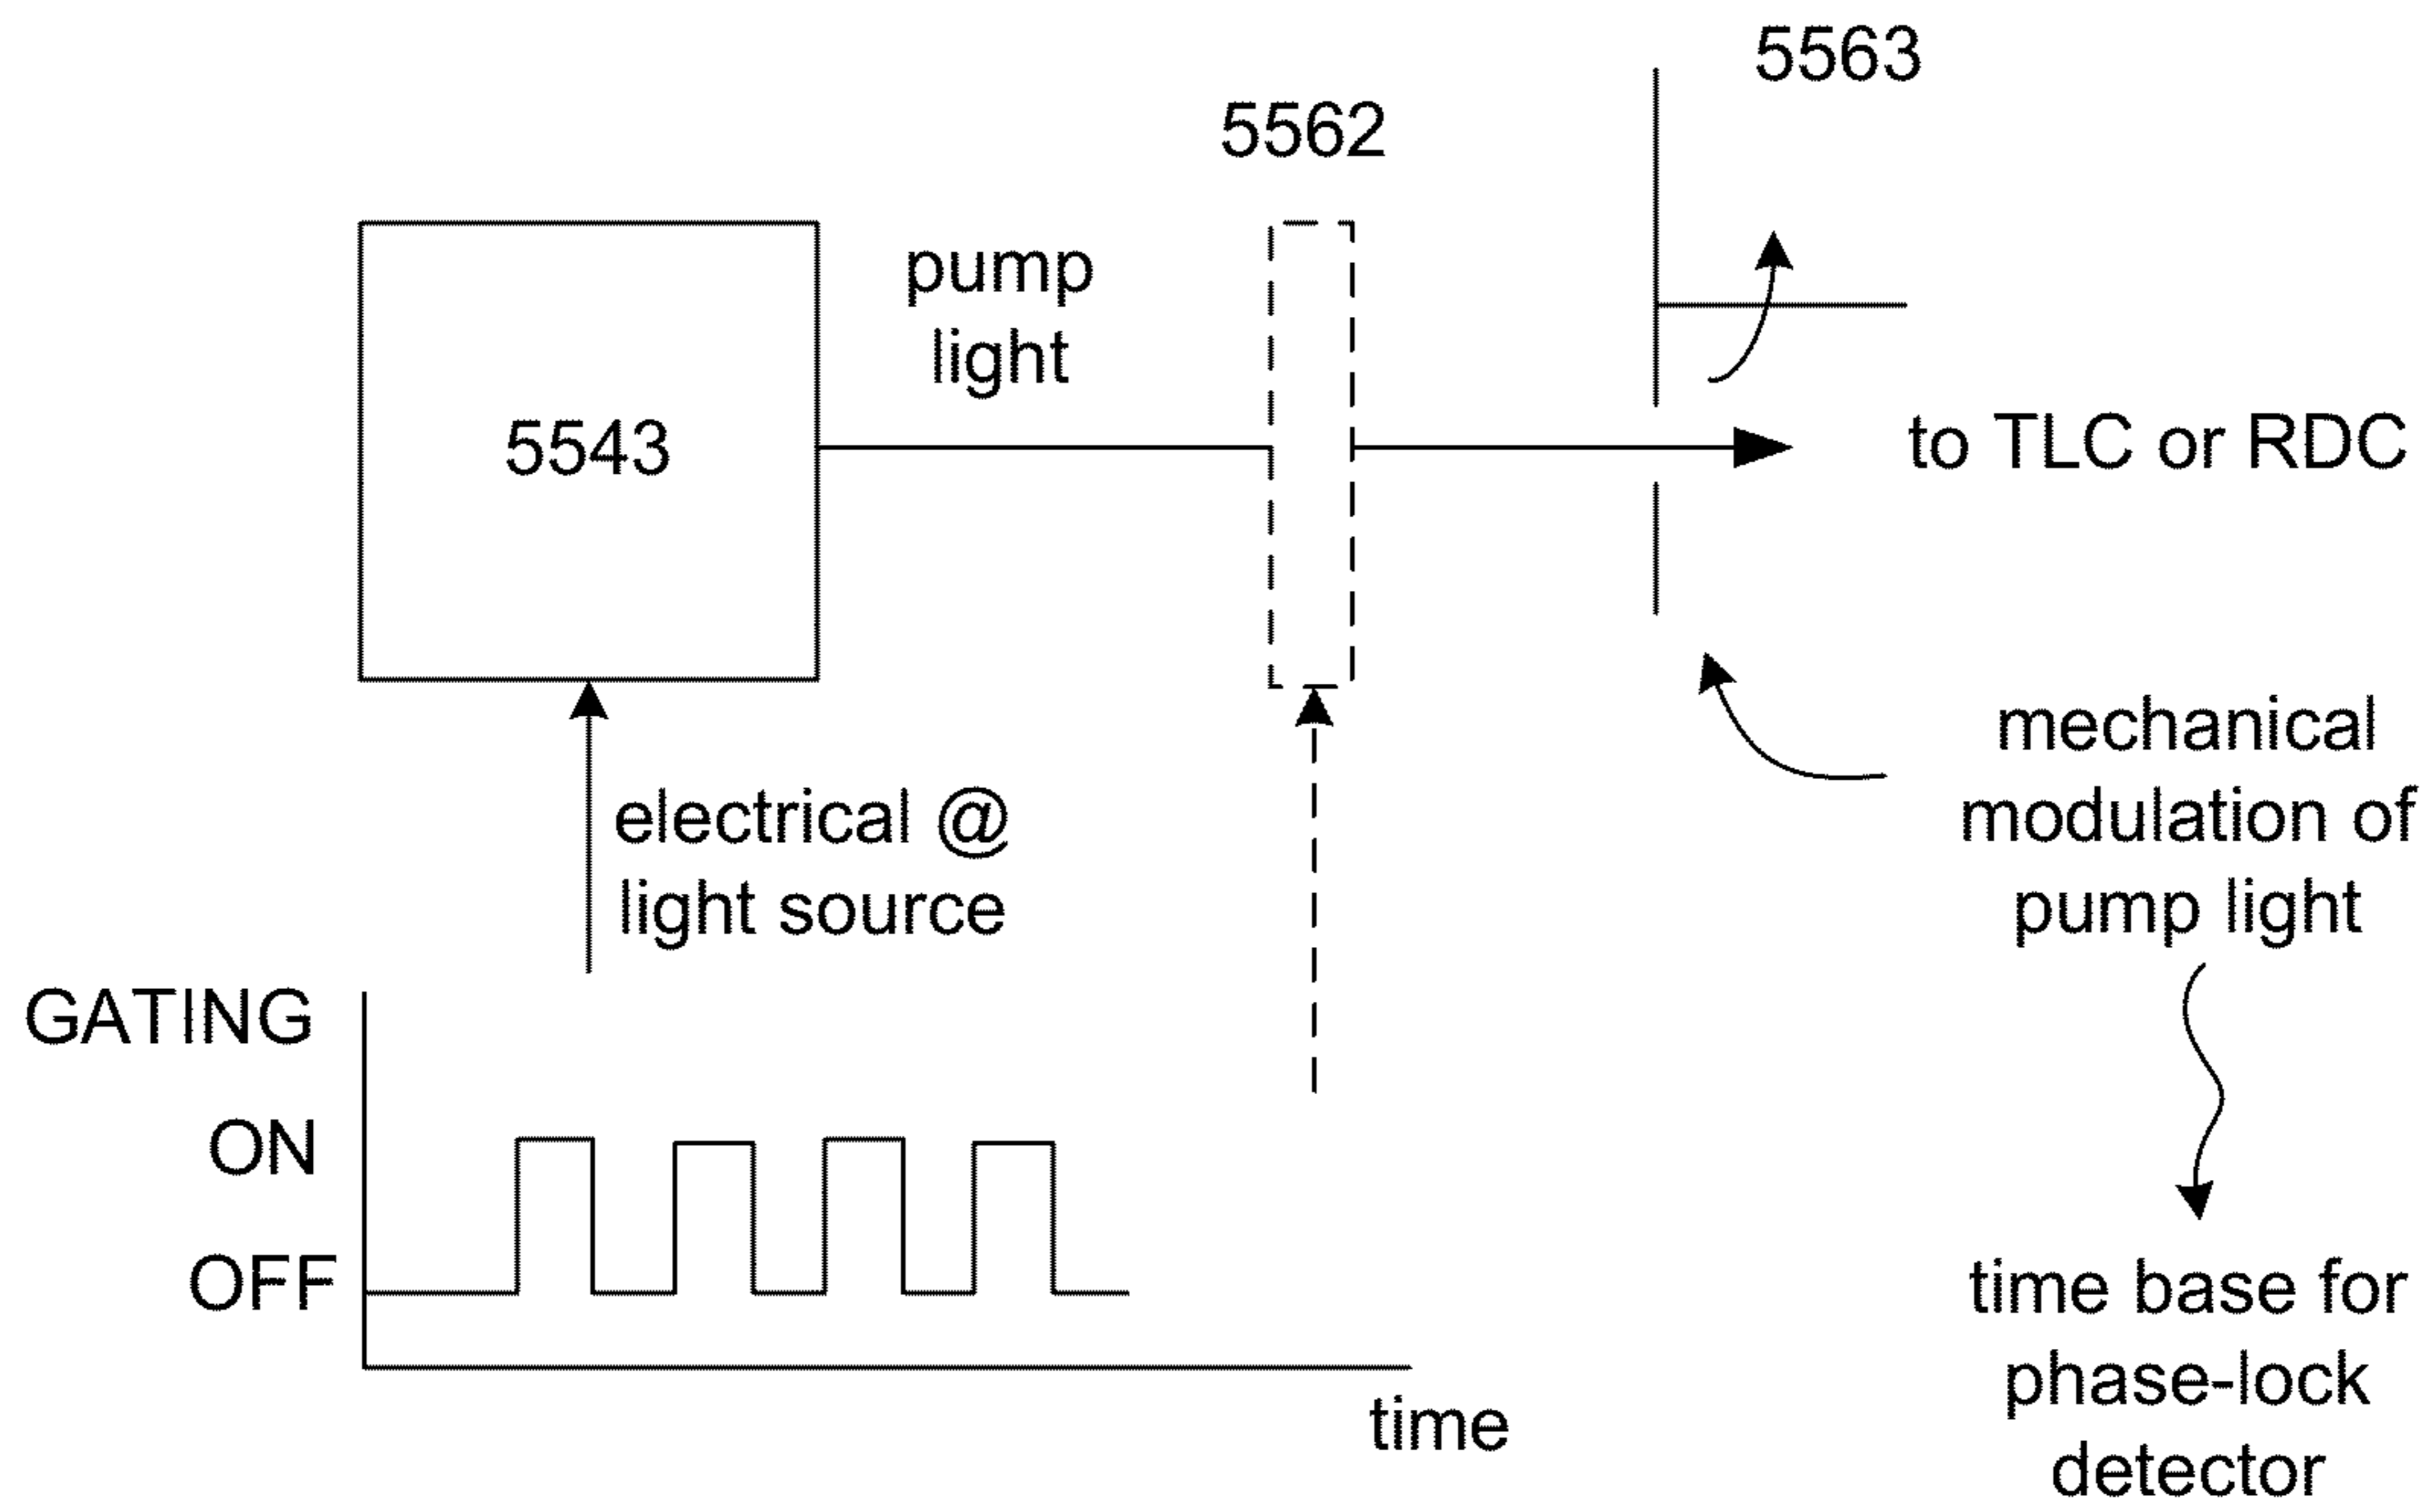 5563
5562
pump
light
5543
to TLC or RDC
electrical @
light source
mechanical
modulation of
pump light
GATING
ON
OFF
time
time base for
phase-lock
detector